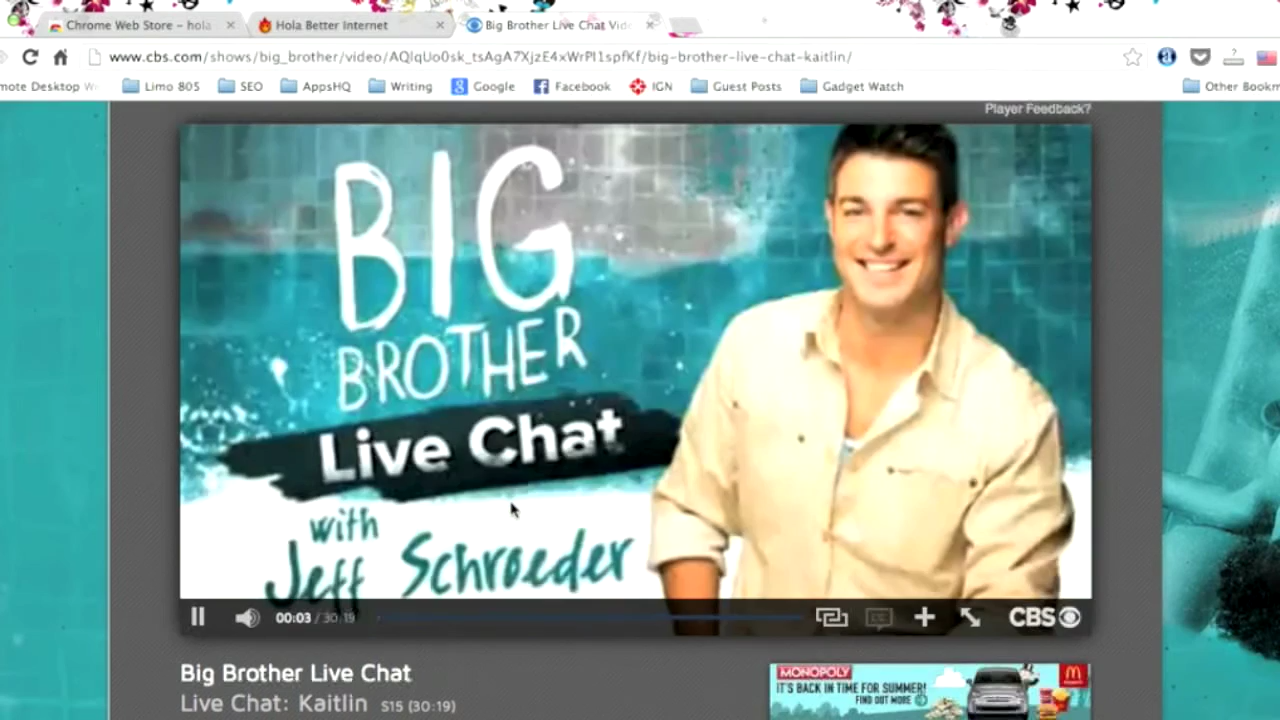 Chrome Web Store – hola
Hola Better Internet
Big Brother Live Chat Vide
www.cbs.com/shows/big_brother/video/AQlqUo0sk_tsAgA7XjzE4xWrPl1spfKf/big-brother-live-chat-kaitlin/
mote Desktop
Limo 805
SEO
AppsHQ
Writing
Google
Facebook
IGN
Guest Posts
Gadget Watch
Other Bookm
Player Feedback?
BIG
BROTHER
Live Chat
with
Jeff Schroeder
00:03 / 30:19
CBS
Big Brother Live Chat
Live Chat: Kaitlin S15 (30:19)
MONOPOLY
IT'S BACK IN TIME FOR SUMMER!
FIND OUT MORE